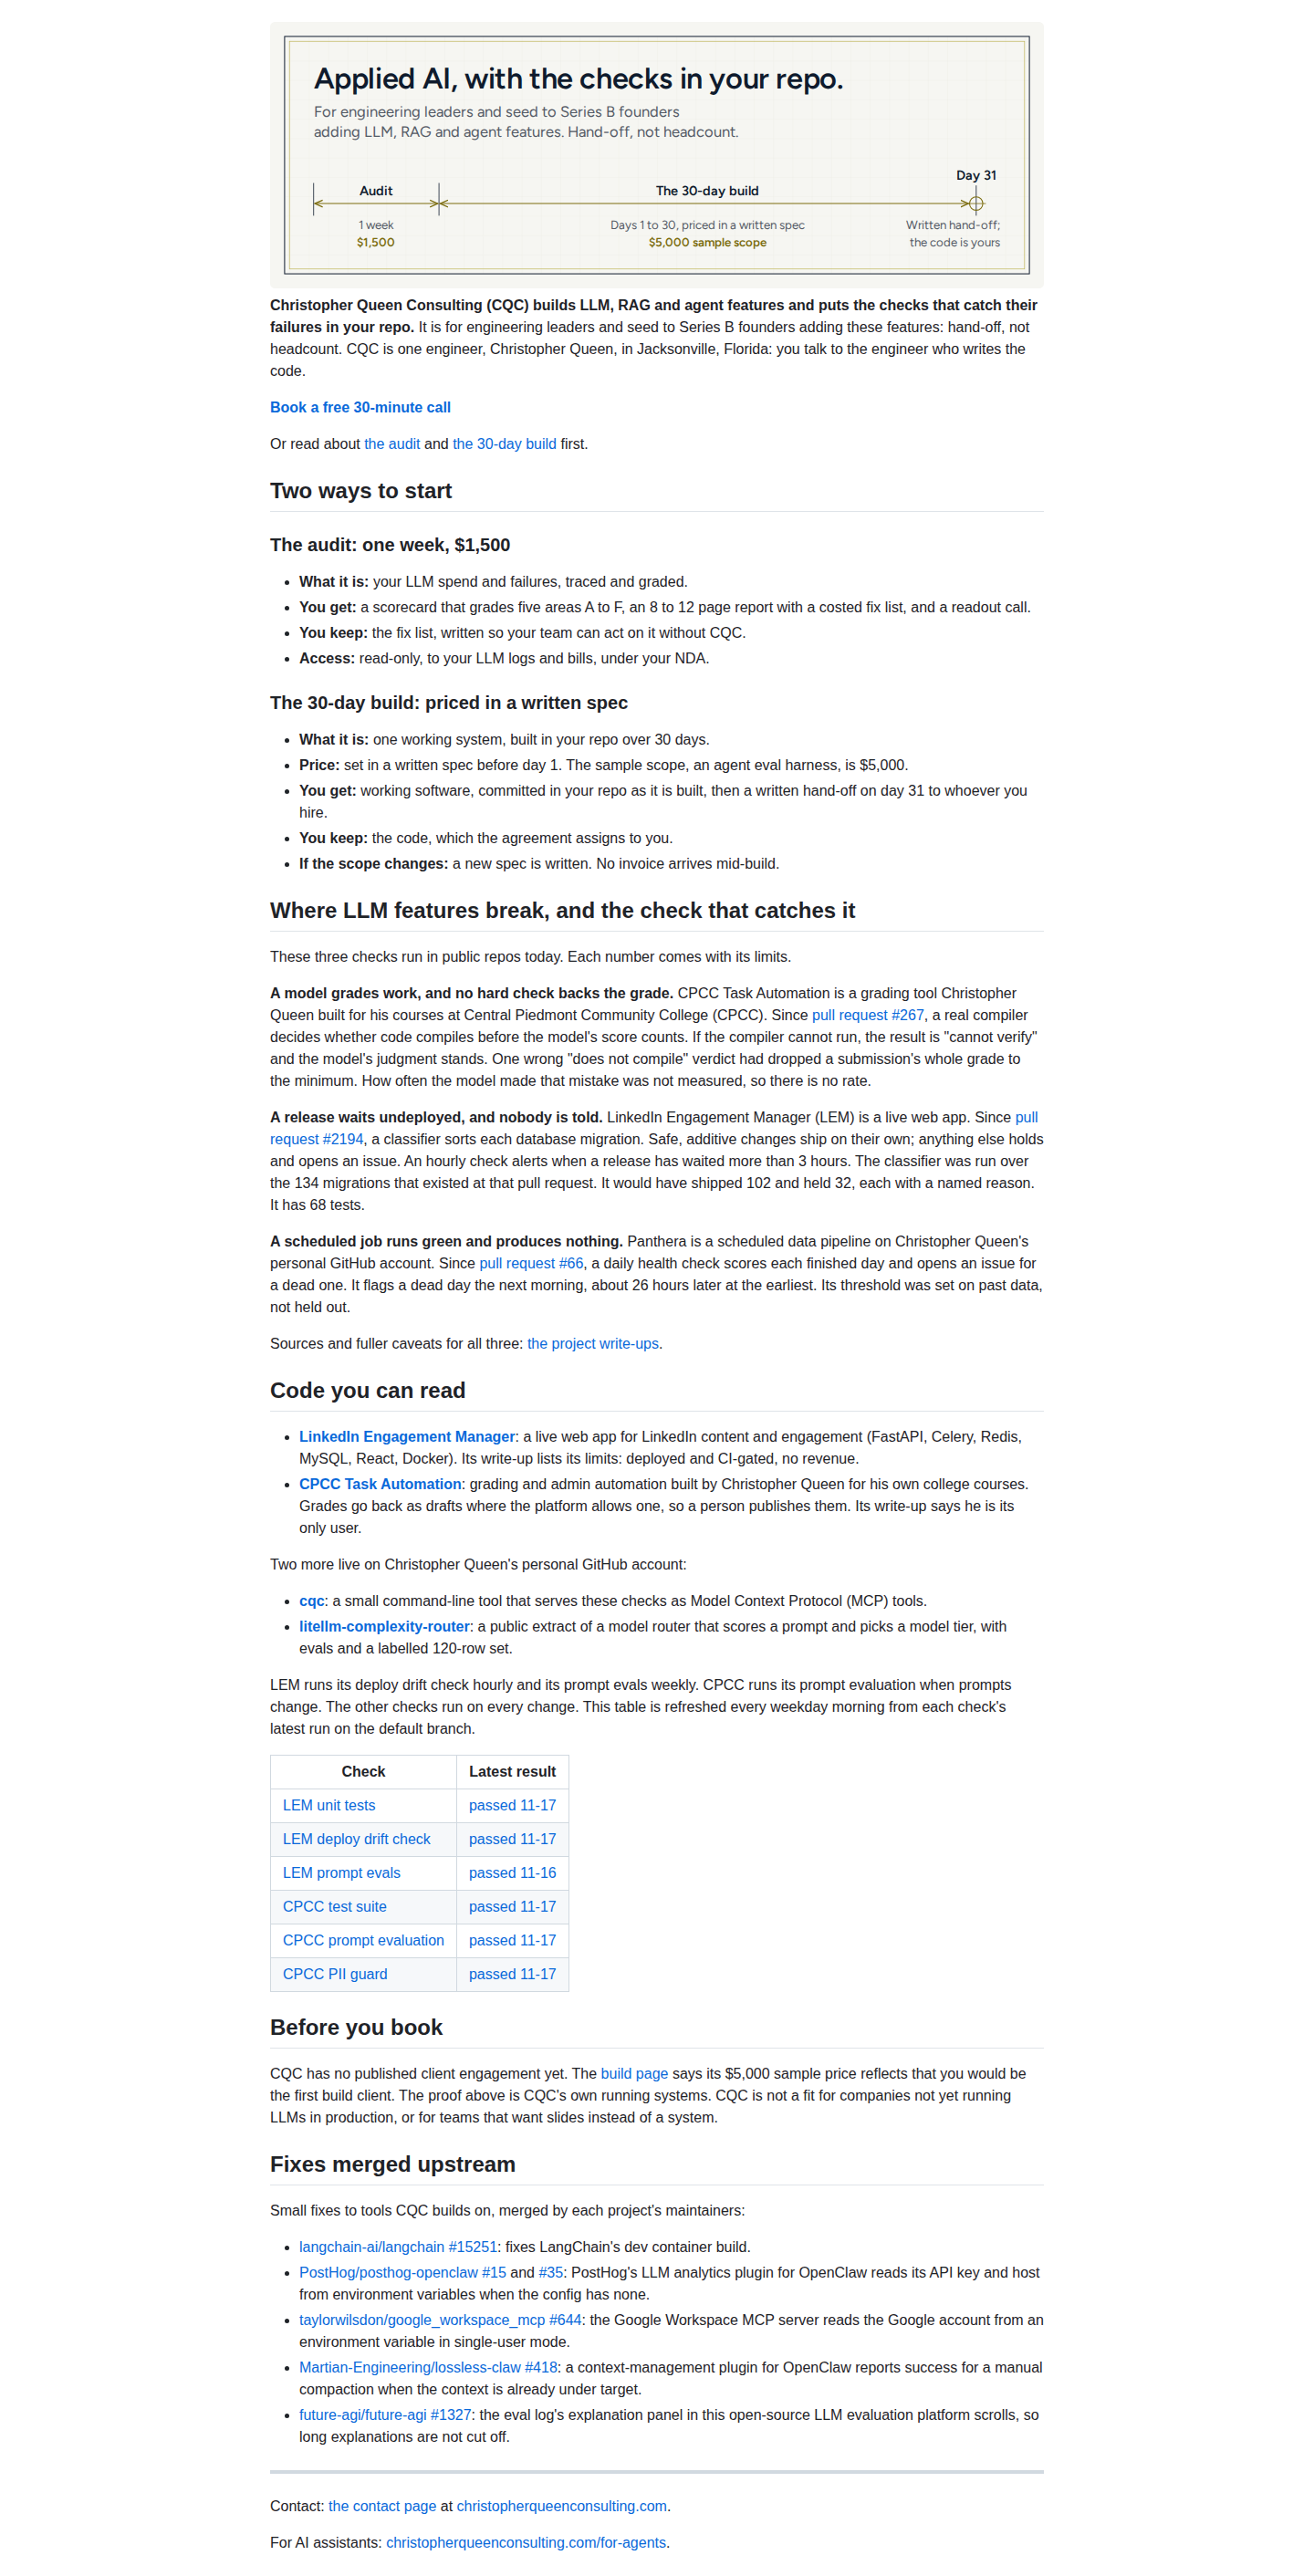 Applied AI, with the checks in your repo.
For engineering leaders and seed to Series B founders
adding LLM, RAG and agent features. Hand-off, not headcount.
Day 31
Audit
The 30-day build
1 week
Days 1 to 30, priced in a written spec
Written hand-off;
$1,500
$5,000 sample scope
the code is yours
Christopher Queen Consulting (CQC) builds LLM, RAG and agent features and puts the checks that catch their
failures in your repo. It is for engineering leaders and seed to Series B founders adding these features: hand-off, not
headcount. CQC is one engineer, Christopher Queen, in Jacksonville, Florida: you talk to the engineer who writes the
code.
Book a free 30-minute call
Or read about the audit and the 30-day build first.
Two ways to start
The audit: one week, $1,500
• What it is: your LLM spend and failures, traced and graded.
• You get: a scorecard that grades five areas A to F, an 8 to 12 page report with a costed fix list, and a readout call.
• You keep: the fix list, written so your team can act on it without CQC.
• Access: read-only, to your LLM logs and bills, under your NDA.
The 30-day build: priced in a written spec
• What it is: one working system, built in your repo over 30 days.
• Price: set in a written spec before day 1. The sample scope, an agent eval harness, is $5,000.
• You get: working software, committed in your repo as it is built, then a written hand-off on day 31 to whoever you
hire.
• You keep: the code, which the agreement assigns to you.
• If the scope changes: a new spec is written. No invoice arrives mid-build.
Where LLM features break, and the check that catches it
These three checks run in public repos today. Each number comes with its limits.
A model grades work, and no hard check backs the grade. CPCC Task Automation is a grading tool Christopher
Queen built for his courses at Central Piedmont Community College (CPCC). Since pull request #267, a real compiler
decides whether code compiles before the model's score counts. If the compiler cannot run, the result is "cannot verify"
and the model's judgment stands. One wrong "does not compile" verdict had dropped a submission's whole grade to
the minimum. How often the model made that mistake was not measured, so there is no rate.
A release waits undeployed, and nobody is told. LinkedIn Engagement Manager (LEM) is a live web app. Since pull
request #2194, a classifier sorts each database migration. Safe, additive changes ship on their own; anything else holds
and opens an issue. An hourly check alerts when a release has waited more than 3 hours. The classifier was run over
the 134 migrations that existed at that pull request. It would have shipped 102 and held 32, each with a named reason.
It has 68 tests.
A scheduled job runs green and produces nothing. Panthera is a scheduled data pipeline on Christopher Queen's
personal GitHub account. Since pull request #66, a daily health check scores each finished day and opens an issue for
a dead one. It flags a dead day the next morning, about 26 hours later at the earliest. Its threshold was set on past data,
not held out.
Sources and fuller caveats for all three: the project write-ups.
Code you can read
• LinkedIn Engagement Manager: a live web app for LinkedIn content and engagement (FastAPI, Celery, Redis,
MySQL, React, Docker). Its write-up lists its limits: deployed and CI-gated, no revenue.
• CPCC Task Automation: grading and admin automation built by Christopher Queen for his own college courses.
Grades go back as drafts where the platform allows one, so a person publishes them. Its write-up says he is its
only user.
Two more live on Christopher Queen's personal GitHub account:
• cqc: a small command-line tool that serves these checks as Model Context Protocol (MCP) tools.
• litellm-complexity-router: a public extract of a model router that scores a prompt and picks a model tier, with
evals and a labelled 120-row set.
LEM runs its deploy drift check hourly and its prompt evals weekly. CPCC runs its prompt evaluation when prompts
change. The other checks run on every change. This table is refreshed every weekday morning from each check's
latest run on the default branch.
Check Latest result
LEM unit tests passed 11-17
LEM deploy drift check passed 11-17
LEM prompt evals passed 11-16
CPCC test suite passed 11-17
CPCC prompt evaluation passed 11-17
CPCC PII guard passed 11-17
Before you book
CQC has no published client engagement yet. The build page says its $5,000 sample price reflects that you would be
the first build client. The proof above is CQC's own running systems. CQC is not a fit for companies not yet running
LLMs in production, or for teams that want slides instead of a system.
Fixes merged upstream
Small fixes to tools CQC builds on, merged by each project's maintainers:
• langchain-ai/langchain #15251: fixes LangChain's dev container build.
• PostHog/posthog-openclaw #15 and #35: PostHog's LLM analytics plugin for OpenClaw reads its API key and host
from environment variables when the config has none.
• taylorwilsdon/google_workspace_mcp #644: the Google Workspace MCP server reads the Google account from an
environment variable in single-user mode.
• Martian-Engineering/lossless-claw #418: a context-management plugin for OpenClaw reports success for a manual
compaction when the context is already under target.
• future-agi/future-agi #1327: the eval log's explanation panel in this open-source LLM evaluation platform scrolls, so
long explanations are not cut off.
Contact: the contact page at christopherqueenconsulting.com.
For AI assistants: christopherqueenconsulting.com/for-agents.